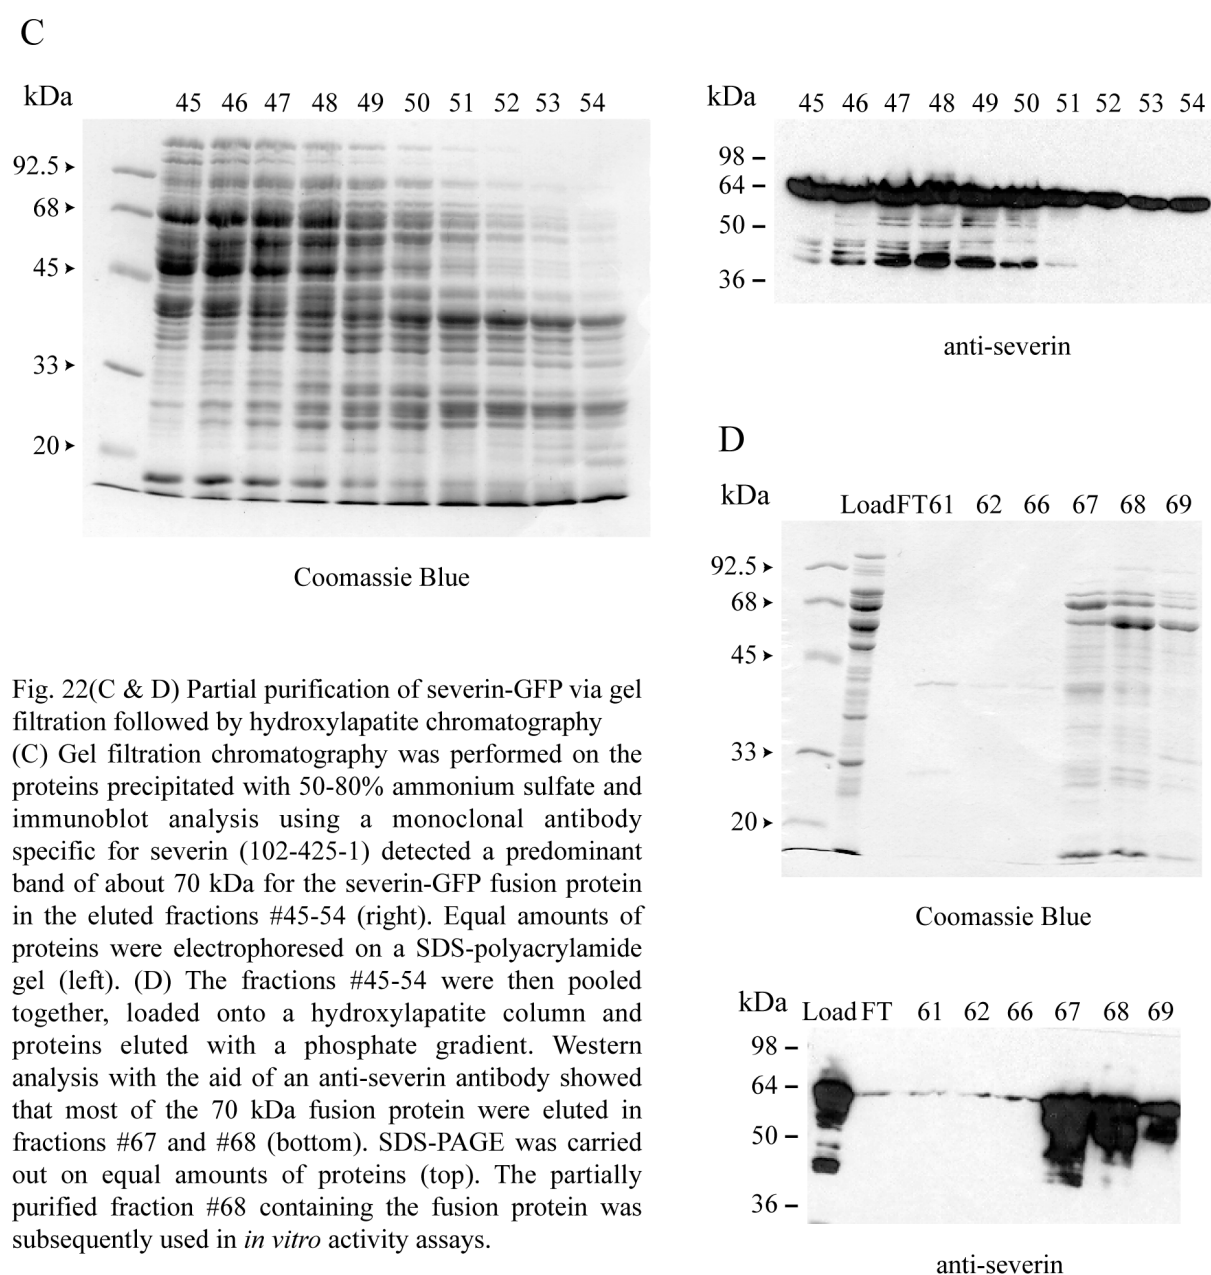 C
kDa
45 46 47 48 49 50 51 52 53 54
92.5
68
45
33
20
Coomassie Blue
kDa
45 46 47 48 49 50 51 52 53 54
98
64
50
36
anti-severin
D
kDa
Load FT 61 62 66 67 68 69
92.5
68
45
33
20
Coomassie Blue
kDa
Load FT 61 62 66 67 68 69
98
64
50
36
anti-severin
Fig. 22(C & D) Partial purification of severin-GFP via gel
filtration followed by hydroxylapatite chromatography
(C) Gel filtration chromatography was performed on the
proteins precipitated with 50-80% ammonium sulfate and
immunoblot analysis using a monoclonal antibody
specific for severin (102-425-1) detected a predominant
band of about 70 kDa for the severin-GFP fusion protein
in the eluted fractions #45-54 (right). Equal amounts of
proteins were electrophoresed on a SDS-polyacrylamide
gel (left). (D) The fractions #45-54 were then pooled
together, loaded onto a hydroxylapatite column and
proteins eluted with a phosphate gradient. Western
analysis with the aid of an anti-severin antibody showed
that most of the 70 kDa fusion protein were eluted in
fractions #67 and #68 (bottom). SDS-PAGE was carried
out on equal amounts of proteins (top). The partially
purified fraction #68 containing the fusion protein was
subsequently used in in vitro activity assays.